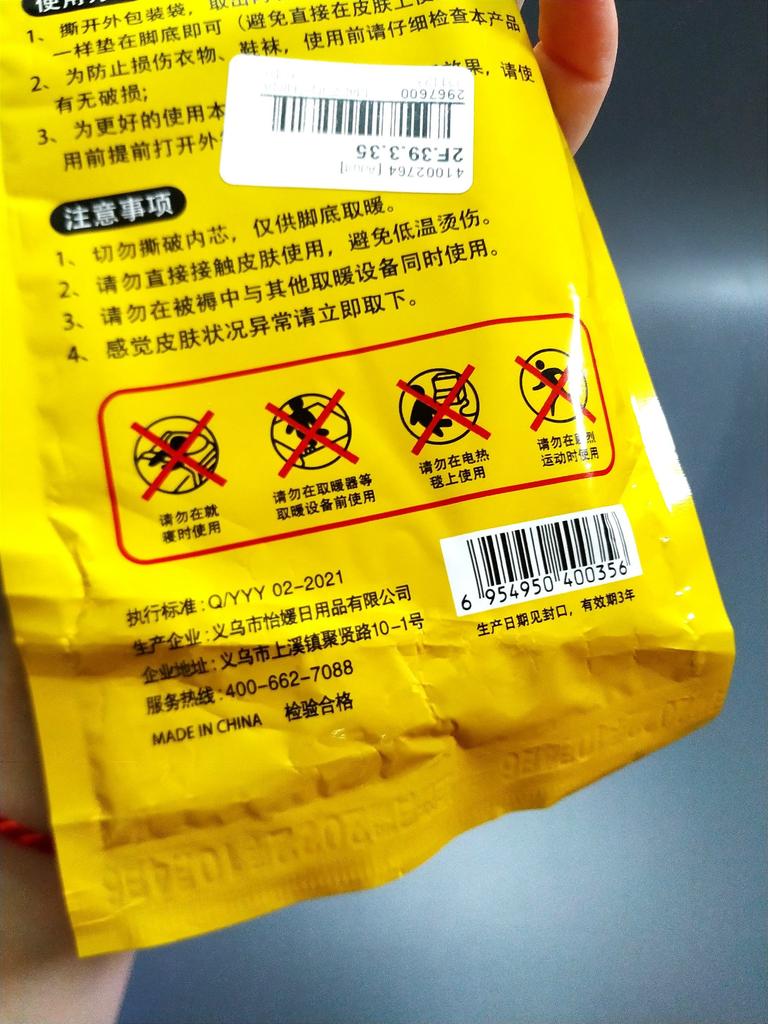 1、撕开外包装袋，取出
一样垫在脚底即可（避免直接在皮肤上
2、为防止损伤衣物、鞋袜，使用前请仔细检查本产品
有无破损；
3、为更好的使用本
效果，请使
用前提前打开外
2967600
2F.39.3.35
41002764
注意事项
1、切勿撕破内芯，仅供脚底取暖。
2、请勿直接接触皮肤使用，避免低温烫伤。
3、请勿在被褥中与其他取暖设备同时使用。
4、感觉皮肤状况异常请立即取下。
请勿在就
寝时使用
请勿在取暖器等
取暖设备前使用
请勿在电热
毯上使用
请勿在剧烈
运动时使用
6 954950 400356
生产日期见封口，有效期3年
执行标准：Q/YYY 02-2021
生产企业：义乌市怡媛日用品有限公司
企业地址：义乌市上溪镇聚贤路10-1号
服务热线：400-662-7088
MADE IN CHINA 检验合格